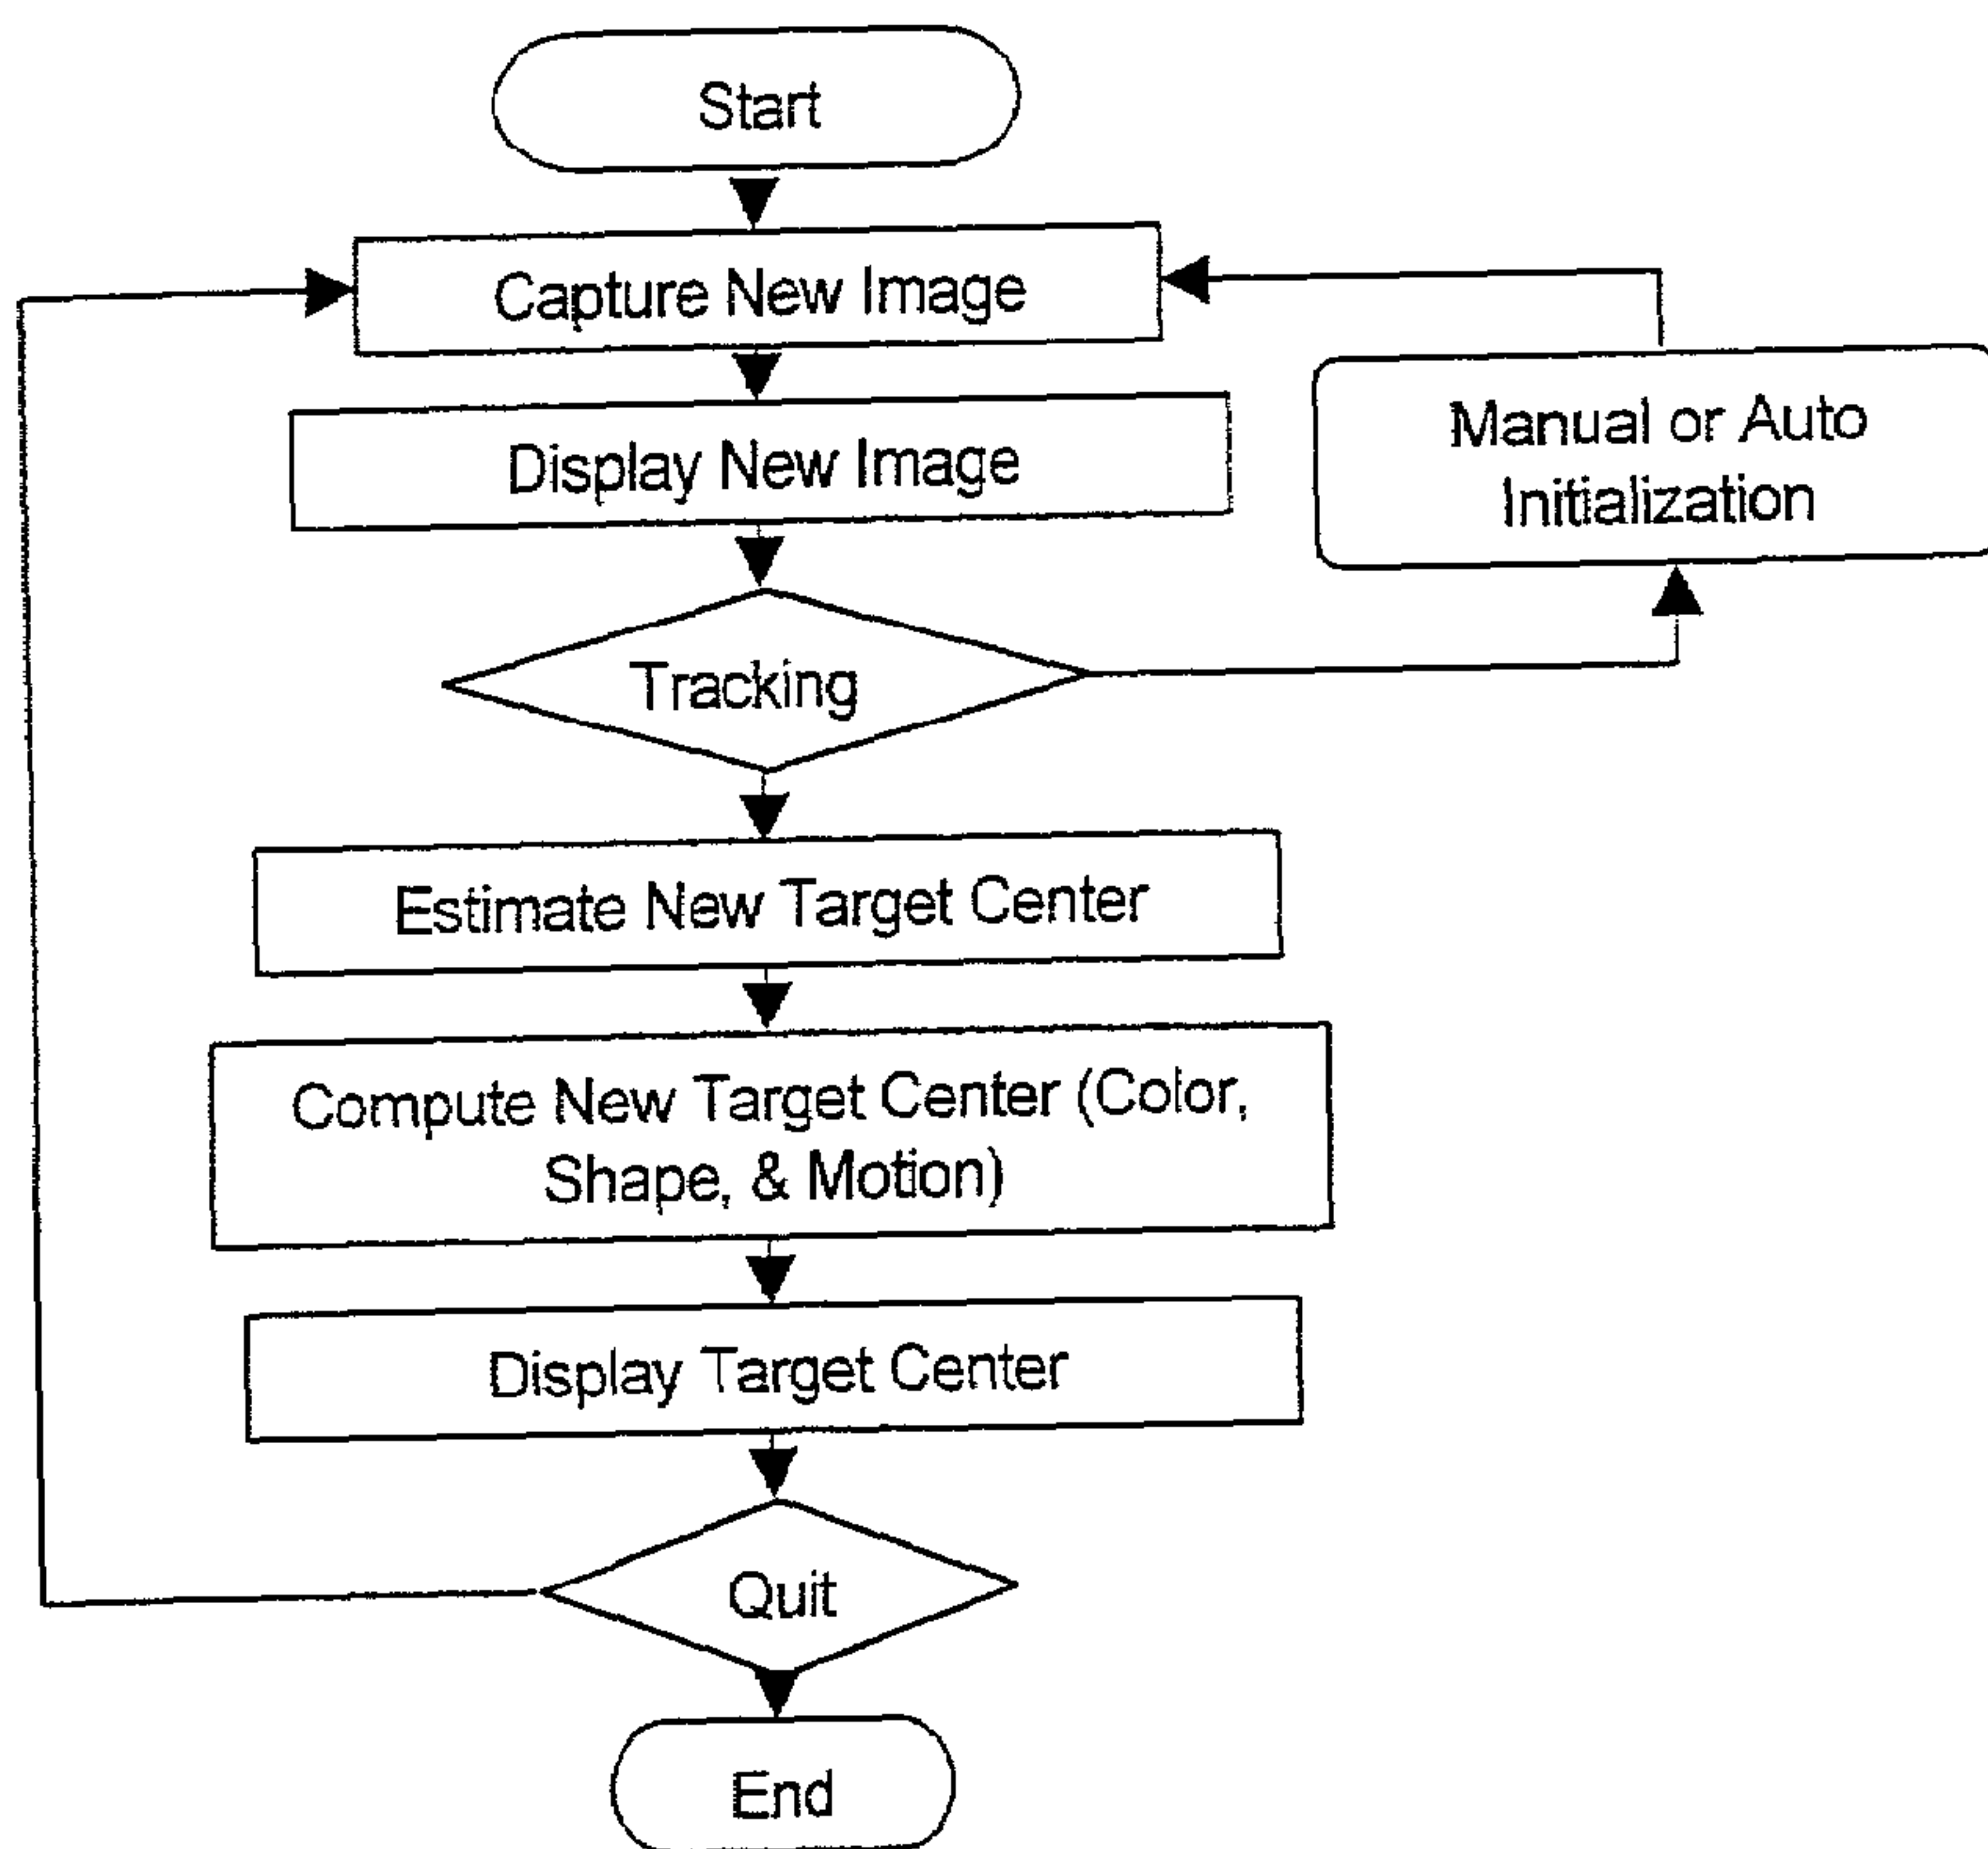 Start
Capture New Image
Manual or Auto
Initialization
Display New Image
Tracking
Estimate New Target Center
Compute New Target Center (Color,
Shape, & Motion)
Display Target Center
Quit
End